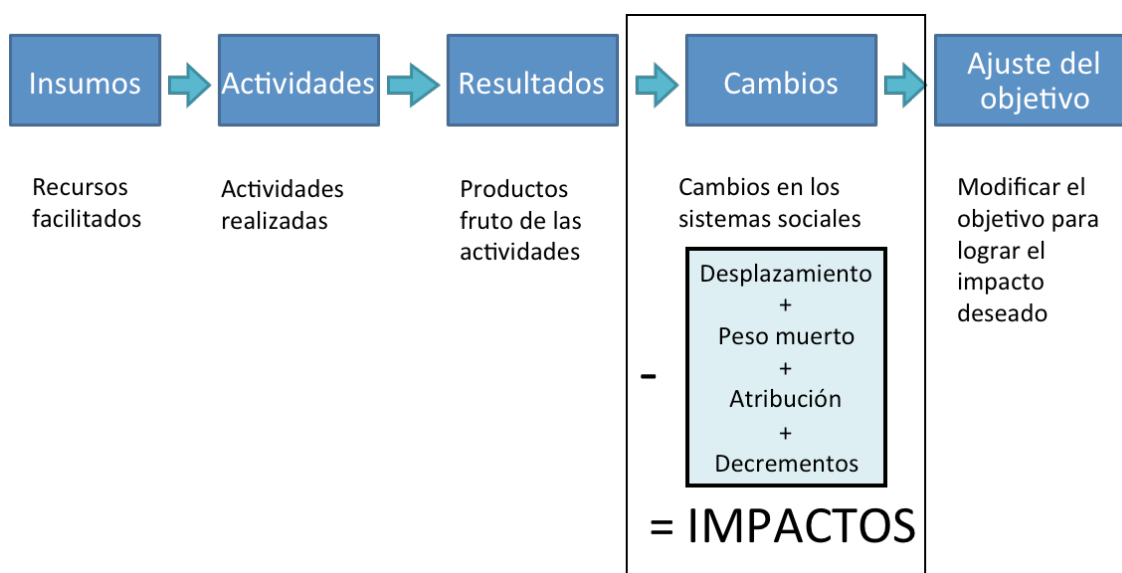 Insumos
Actividades
Resultados
Cambios
Ajuste del
objetivo
Recursos
facilitados
Actividades
realizadas
Productos
fruto de las
actividades
Cambios en los
sistemas sociales
Modificar el
objetivo para
lograr el
impacto
deseado
-
Desplazamiento
+
Peso muerto
+
Atribución
+
Decrementos
= IMPACTOS